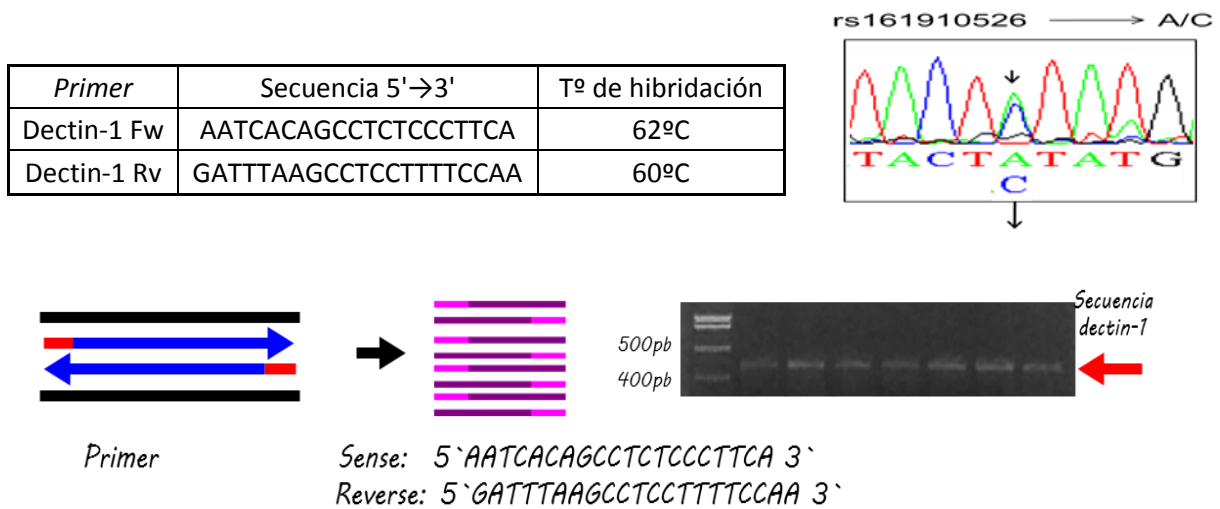 rs161910526 ⟶ A/C
Primer Secuencia 5'→3' Tº de hibridación
Dectin-1 Fw AATCACAGCCTCTCCCTTCA 62ºC
Dectin-1 Rv GATTTAAGCCTCCTTTTCCAA 60ºC
TACTATATG
.C
Secuencia
dectin-1
500pb
400pb
Primer
Sense: 5`AATCACAGCCTCTCCCTTCA 3`
Reverse: 5`GATTTAAGCCTCCTTTTCCAA 3`